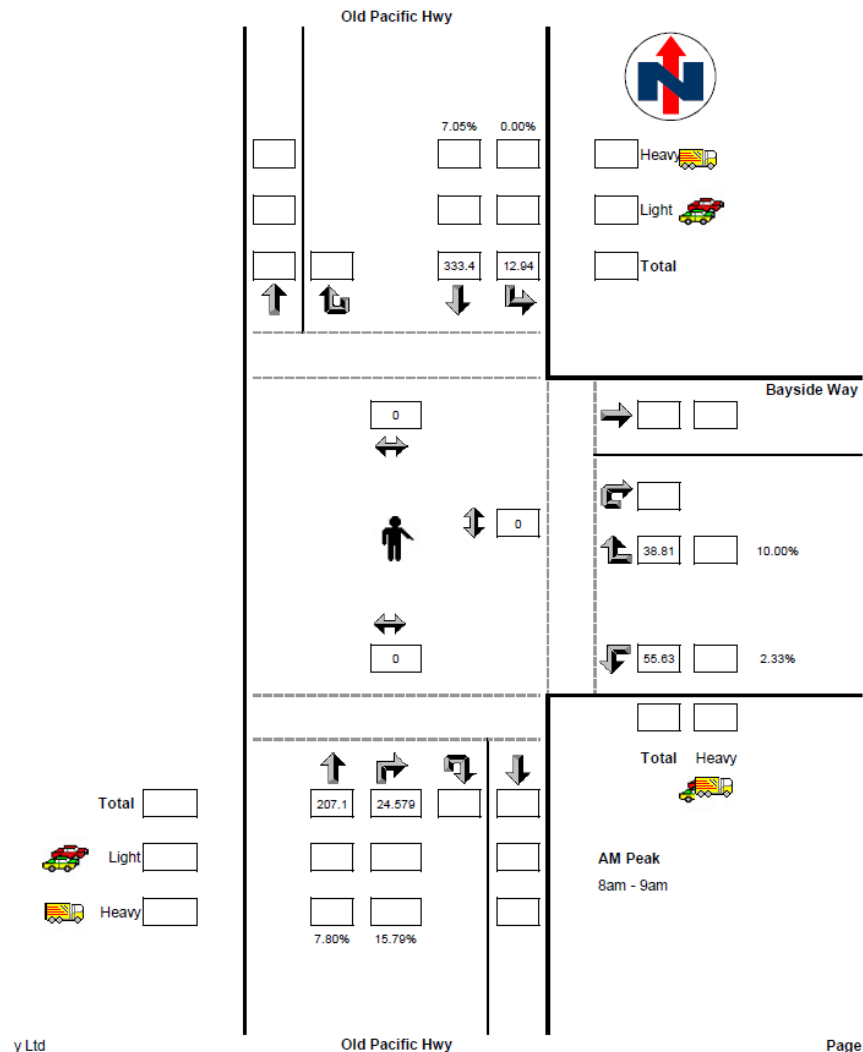 Old Pacific Hwy
N
7.05% 0.00%
Heavy
Light
333.4 12.94 Total
Bayside Way
0
0
38.81 10.00%
0 55.63 2.33%
Total Heavy
Total 207.1 24.579
Light AM Peak
8am - 9am
Heavy
7.80% 15.79%
y Ltd Old Pacific Hwy Page